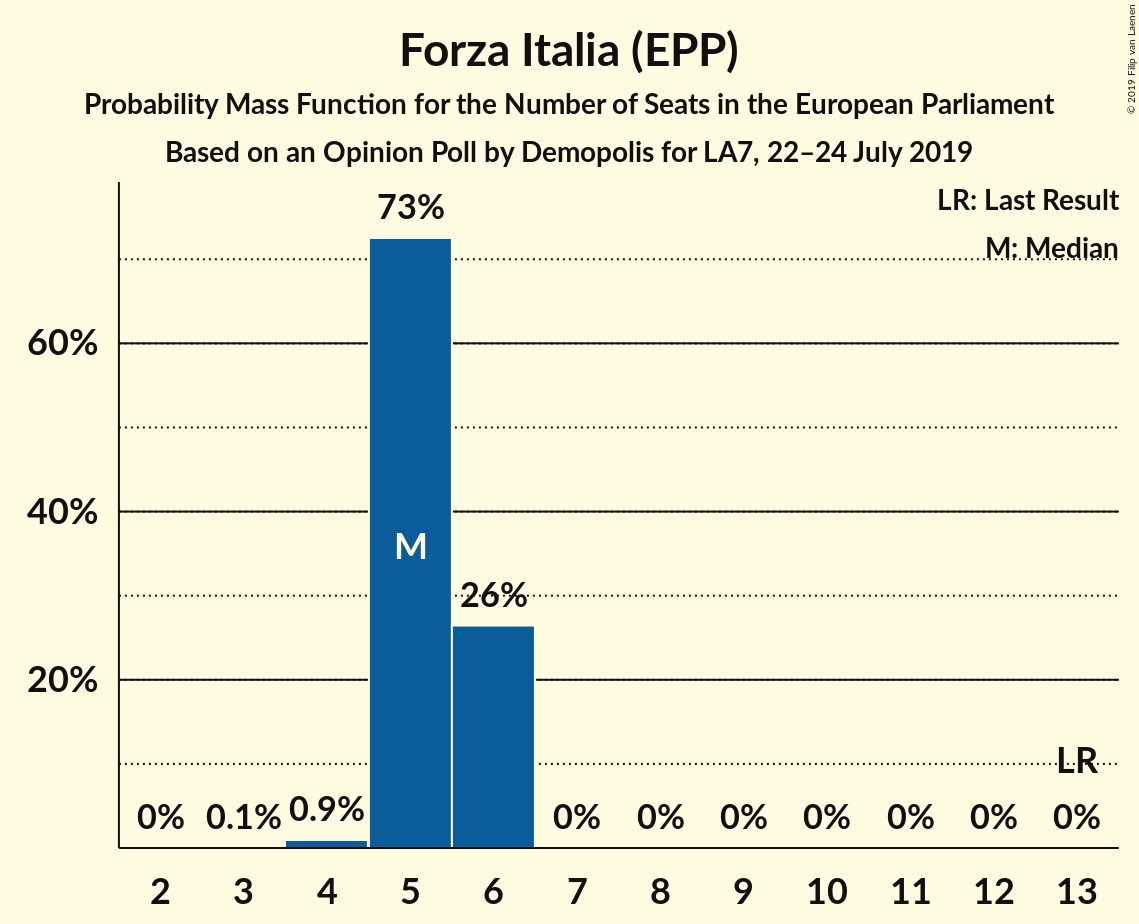 Forza Italia (EPP)
Probability Mass Function for the Number of Seats in the European Parliament
Based on an Opinion Poll by Demopolis for LA7, 22–24 July 2019
© 2019 Filip van Laenen
LR: Last Result
M: Median
73%
60%
40%
M
26%
20%
LR
0% 0.1% 0.9% 0% 0% 0% 0% 0% 0% 0%
2 3 4 5 6 7 8 9 10 11 12 13